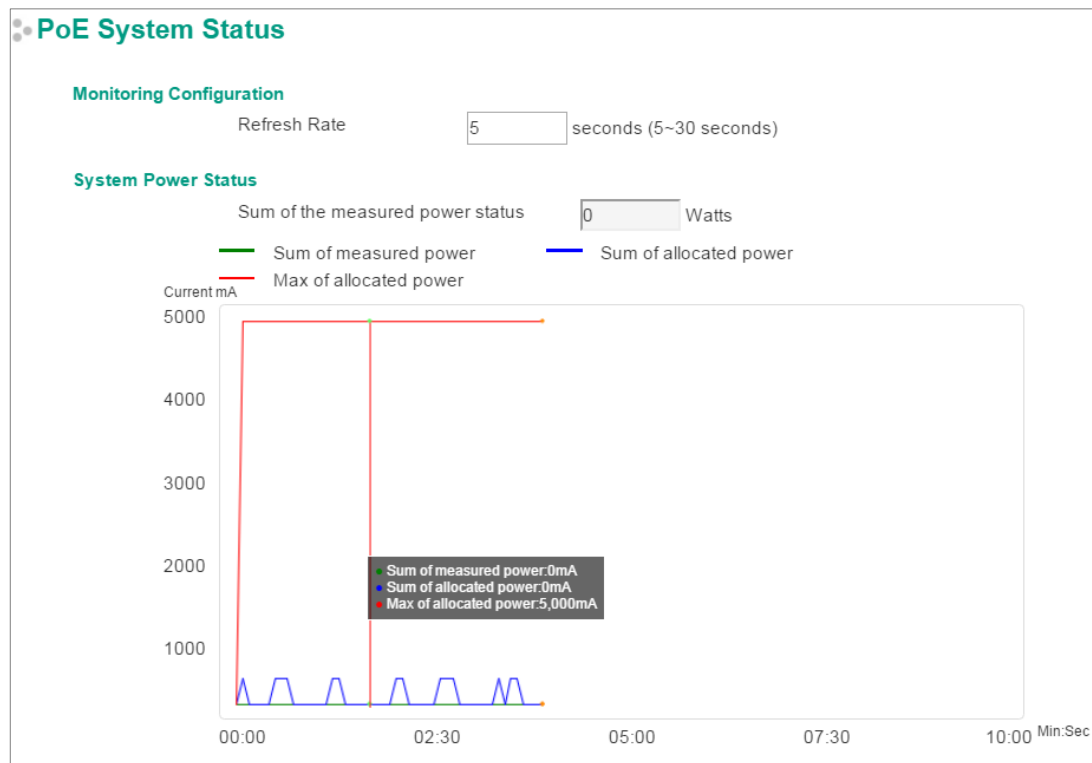 PoE System Status
Monitoring Configuration
Refresh Rate 5 seconds (5~30 seconds)
System Power Status
Sum of the measured power status 0 Watts
Sum of measured power Sum of allocated power
Max of allocated power
Current mA
5000
4000
3000
2000
Sum of measured power:0mA
Sum of allocated power:0mA
Max of allocated power:5,000mA
1000
00:00 02:30 05:00 07:30 10:00 Min:Sec